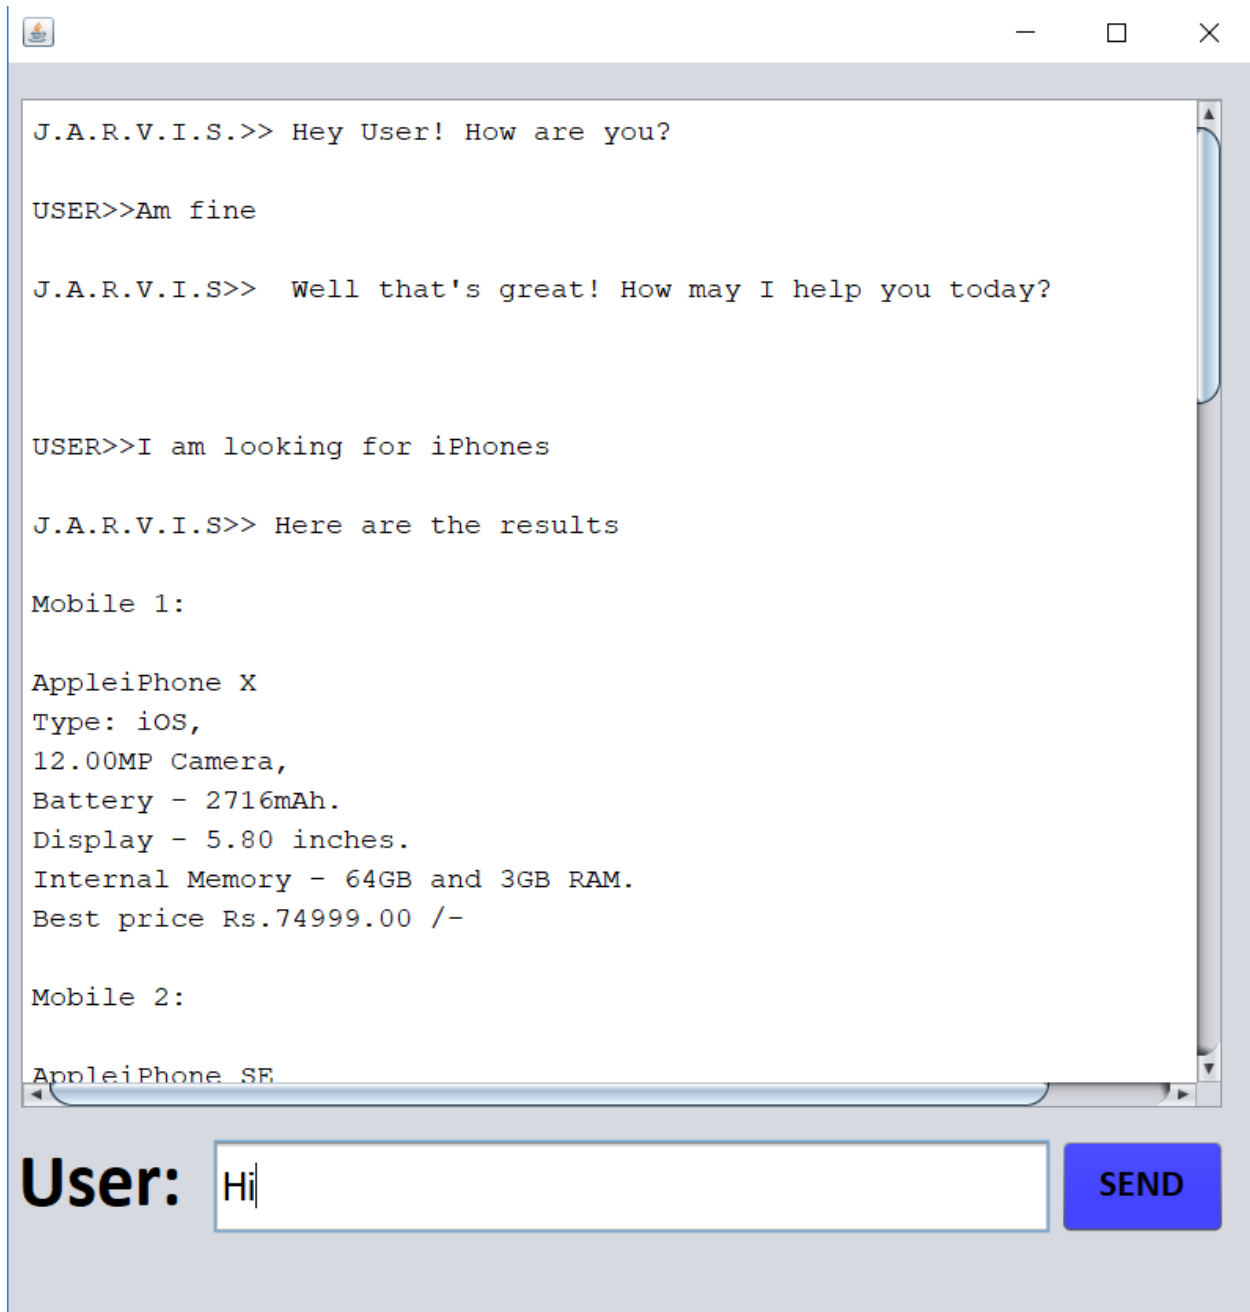 J.A.R.V.I.S.>> Hey User! How are you?
USER>>Am fine
J.A.R.V.I.S>>  Well that's great! How may I help you today?
USER>>I am looking for iPhones
J.A.R.V.I.S>> Here are the results
Mobile 1:
AppleiPhone X
Type: iOS,
12.00MP Camera,
Battery - 2716mAh.
Display - 5.80 inches.
Internal Memory - 64GB and 3GB RAM.
Best price Rs.74999.00 /-
Mobile 2:
AppleiPhone SE
User: Hi SEND